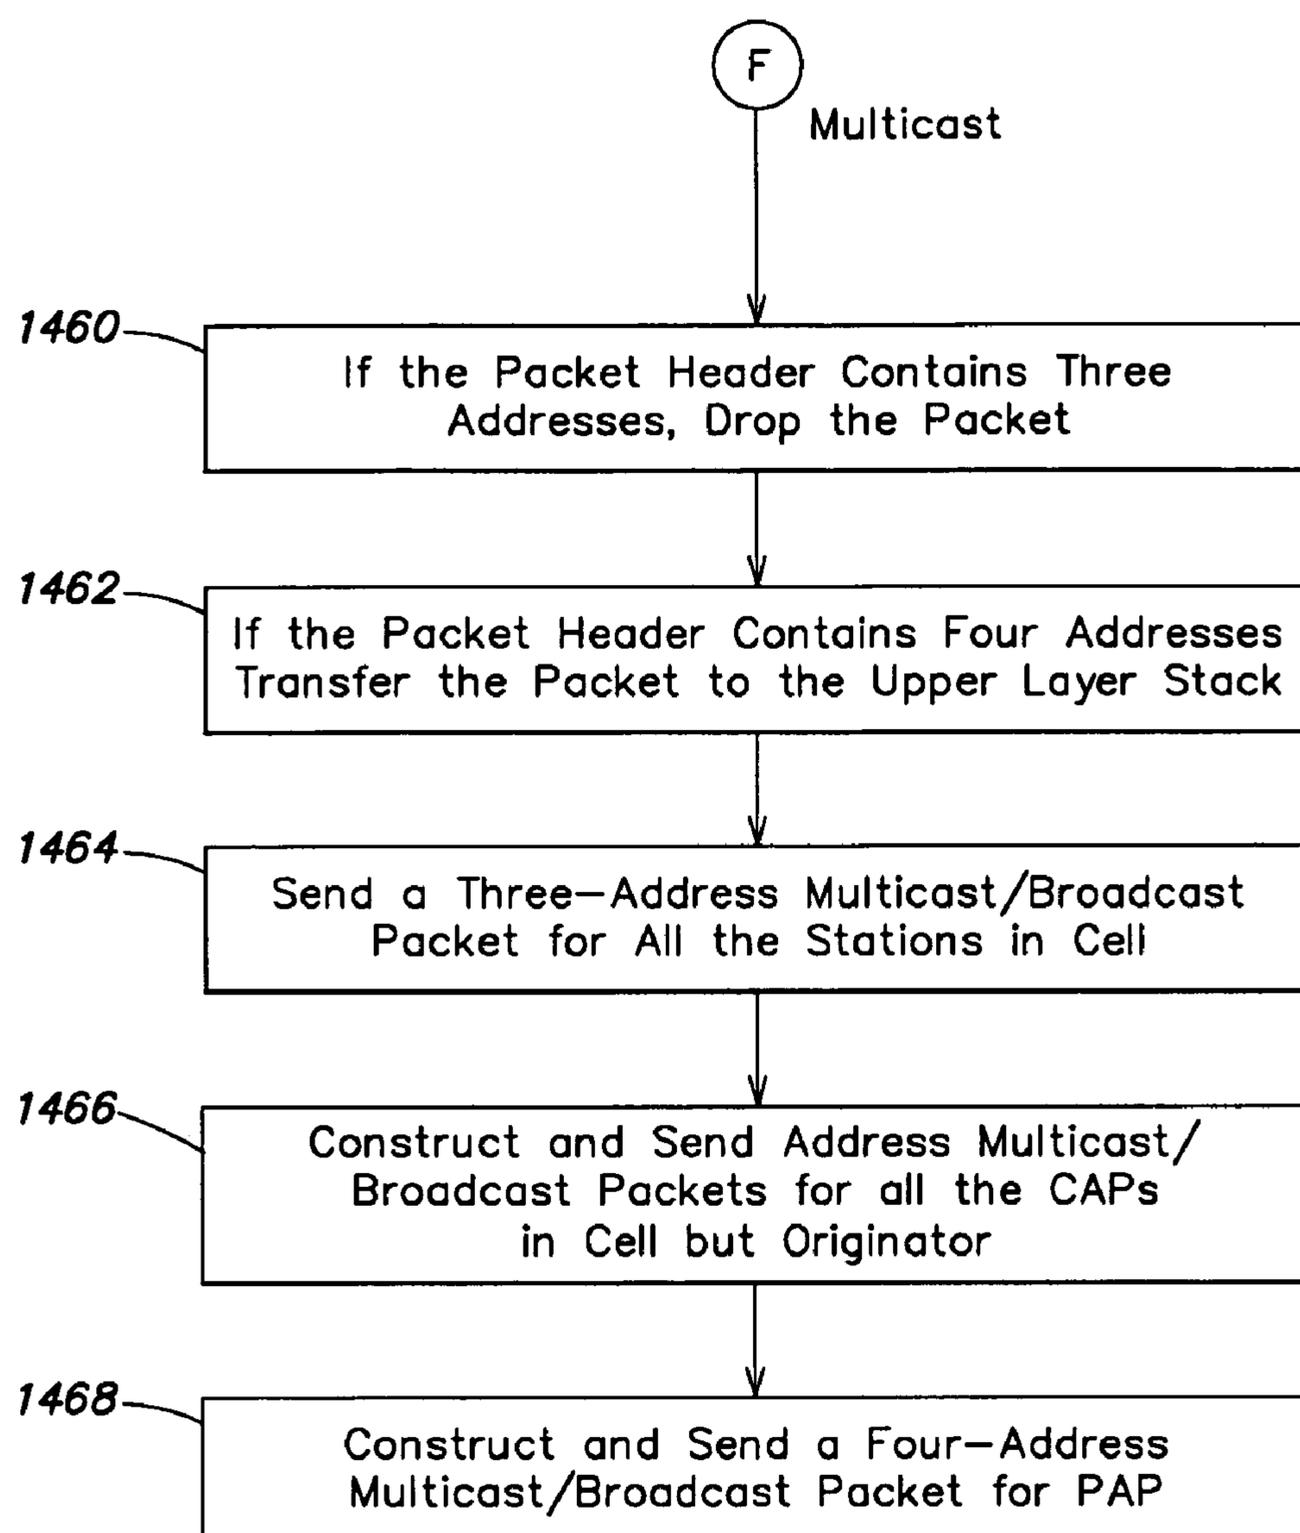 F
Multicast
1460
If the Packet Header Contains Three
Addresses, Drop the Packet
1462
If the Packet Header Contains Four Addresses
Transfer the Packet to the Upper Layer Stack
1464
Send a Three-Address Multicast/Broadcast
Packet for All the Stations in Cell
1466
Construct and Send Address Multicast/
Broadcast Packets for all the CAPs
in Cell but Originator
1468
Construct and Send a Four-Address
Multicast/Broadcast Packet for PAP